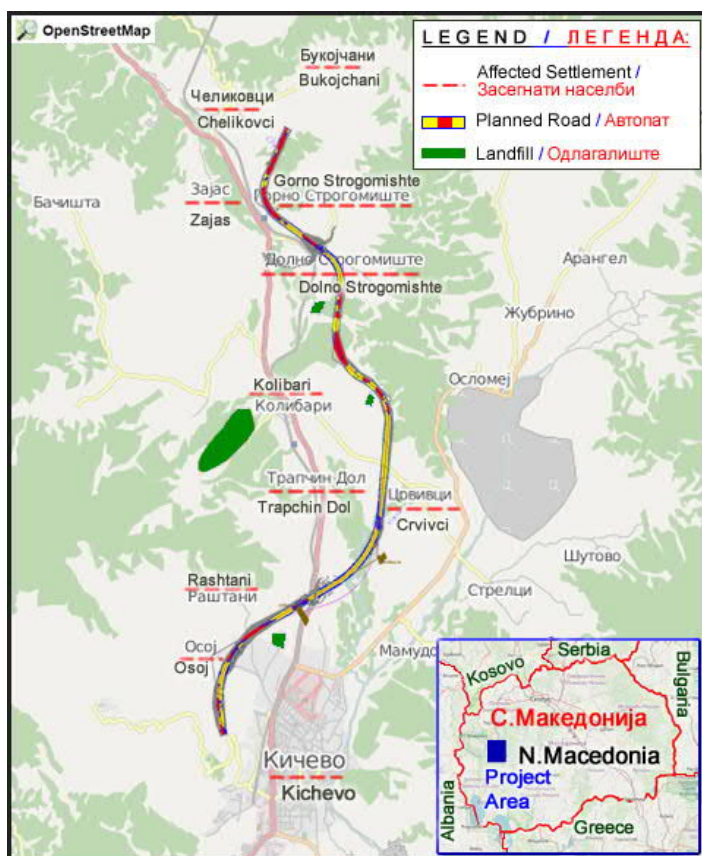 OpenStreetMap
LEGEND / ЛЕГЕНДА:
Affected Settlement /
Засегнати населби
Planned Road / Автопат
Landfill / Одлагалиште
Букојчани
Bukojchani
Челиковци
Chelikovci
Бачишта
Зајас
Zajas
Gorno Strogomishte
Горно Строгомиште
Долно Строгомиште
Dolno Strogomishte
Арангел
Жубрино
Осломеј
Kolibari
Колибари
Трапчин Дол
Trapchin Dol
Црвивци
Crvivci
Шутово
Стрелци
Rashtani
Раштани
Осој
Osoj
Мамудо
Кичево
Kichevo
Kosovo
Serbia
Bulgaria
С.Македонија
N.Macedonia
Project
Area
Albania
Greece